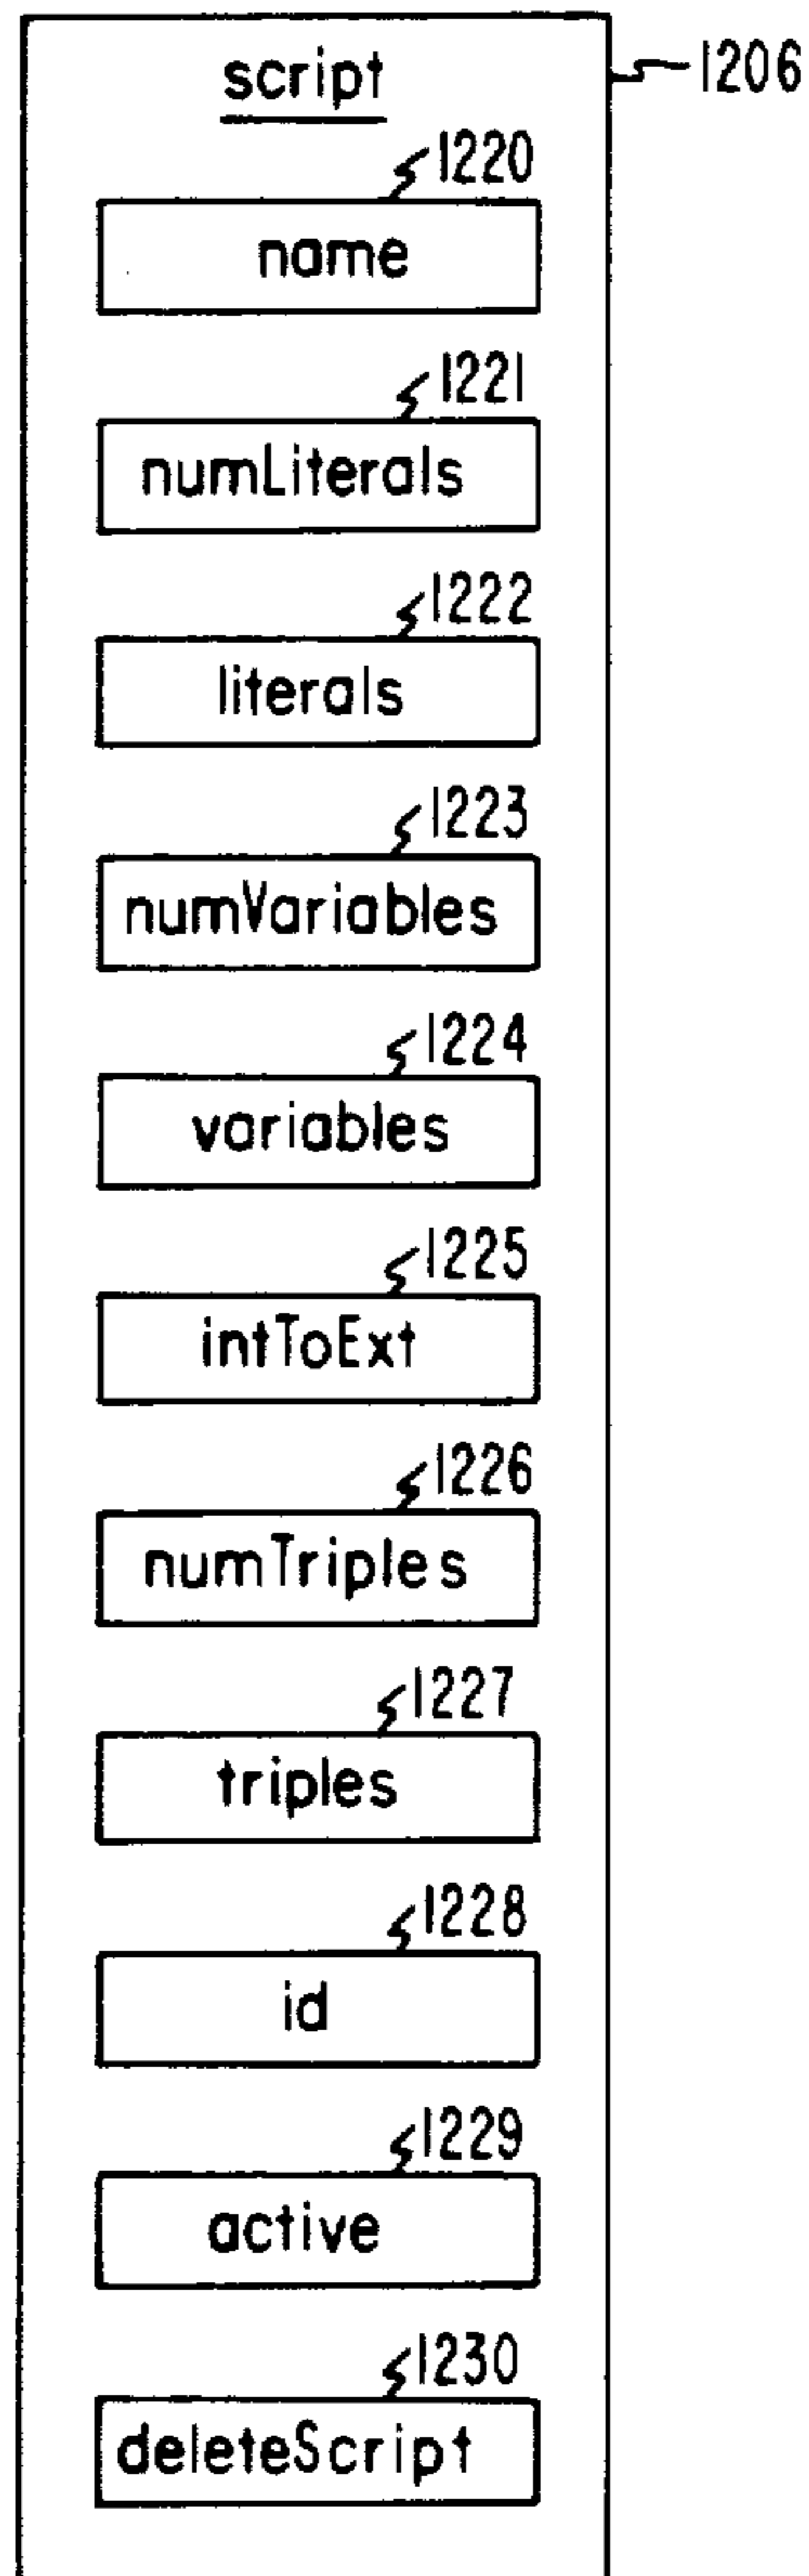 script
1206
1220
name
1221
numLiterals
1222
literals
1223
numVariables
1224
variables
1225
intToExt
1226
numTriples
1227
triples
1228
id
1229
active
1230
deleteScript